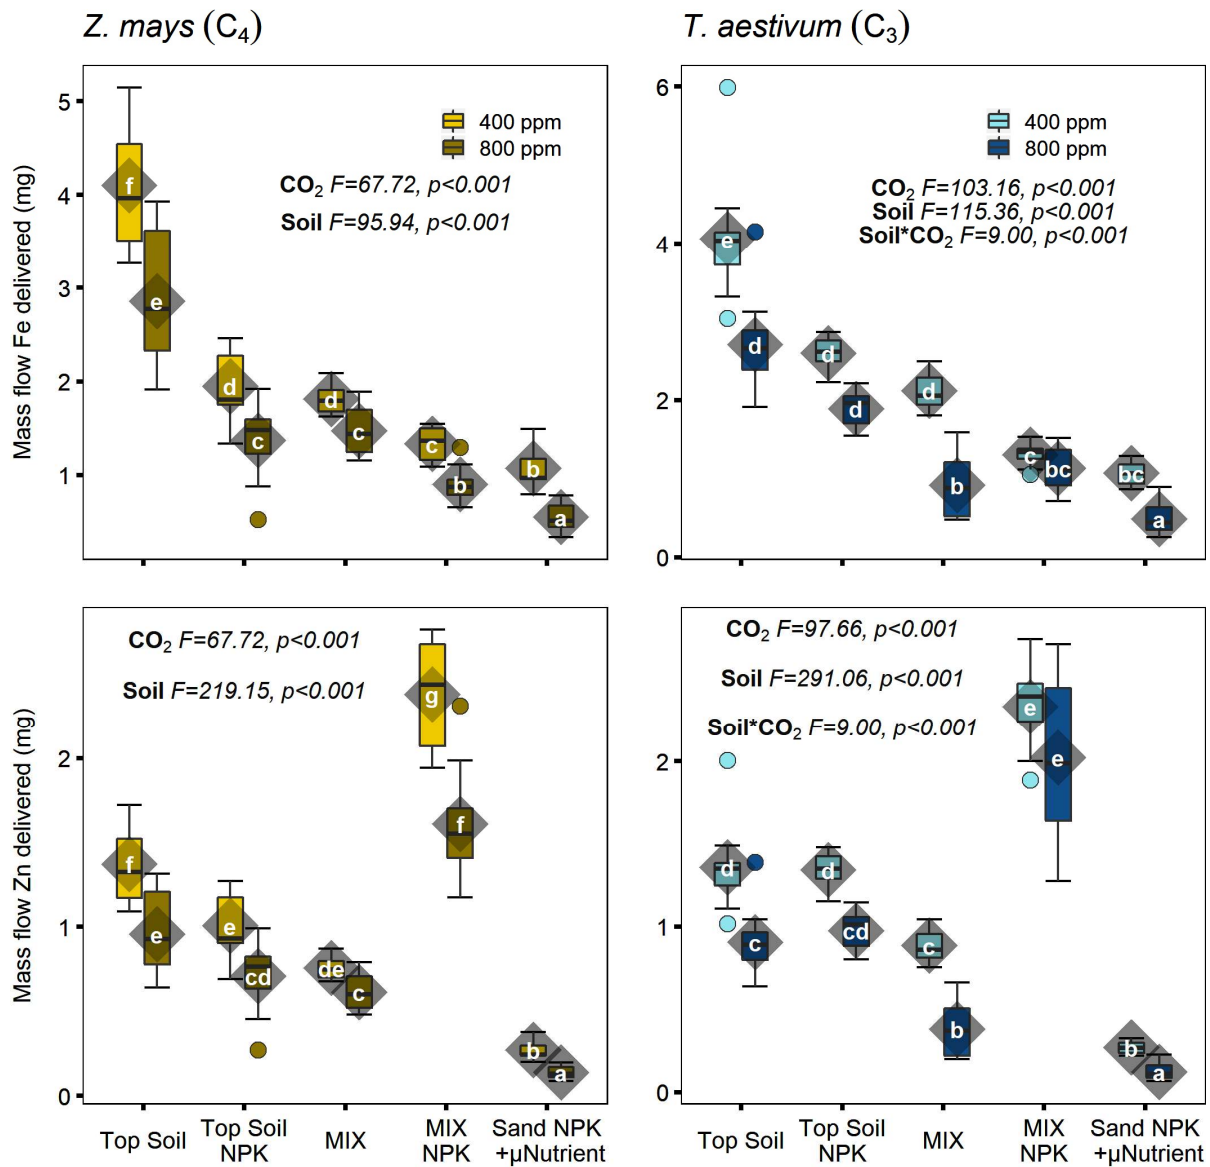 Z. mays (C₄)
T. aestivum (C₃)
Mass flow Fe delivered (mg)
5
4
3
2
1
400 ppm
800 ppm
CO₂ F=67.72, p<0.001
Soil F=95.94, p<0.001
f
e
d
c
d
c
c
b
b
a
6
4
2
0
400 ppm
800 ppm
CO₂ F=103.16, p<0.001
Soil F=115.36, p<0.001
Soil*CO₂ F=9.00, p<0.001
e
d
d
d
d
b
c
bc
bc
a
Mass flow Zn delivered (mg)
2
1
0
CO₂ F=67.72, p<0.001
Soil F=219.15, p<0.001
f
e
e
cd
de
c
g
f
b
a
Top Soil
Top Soil
NPK
MIX
MIX
NPK
Sand NPK
+µNutrient
2
1
0
CO₂ F=97.66, p<0.001
Soil F=291.06, p<0.001
Soil*CO₂ F=9.00, p<0.001
d
c
d
cd
c
b
e
e
b
a
Top Soil
Top Soil
NPK
MIX
MIX
NPK
Sand NPK
+µNutrient